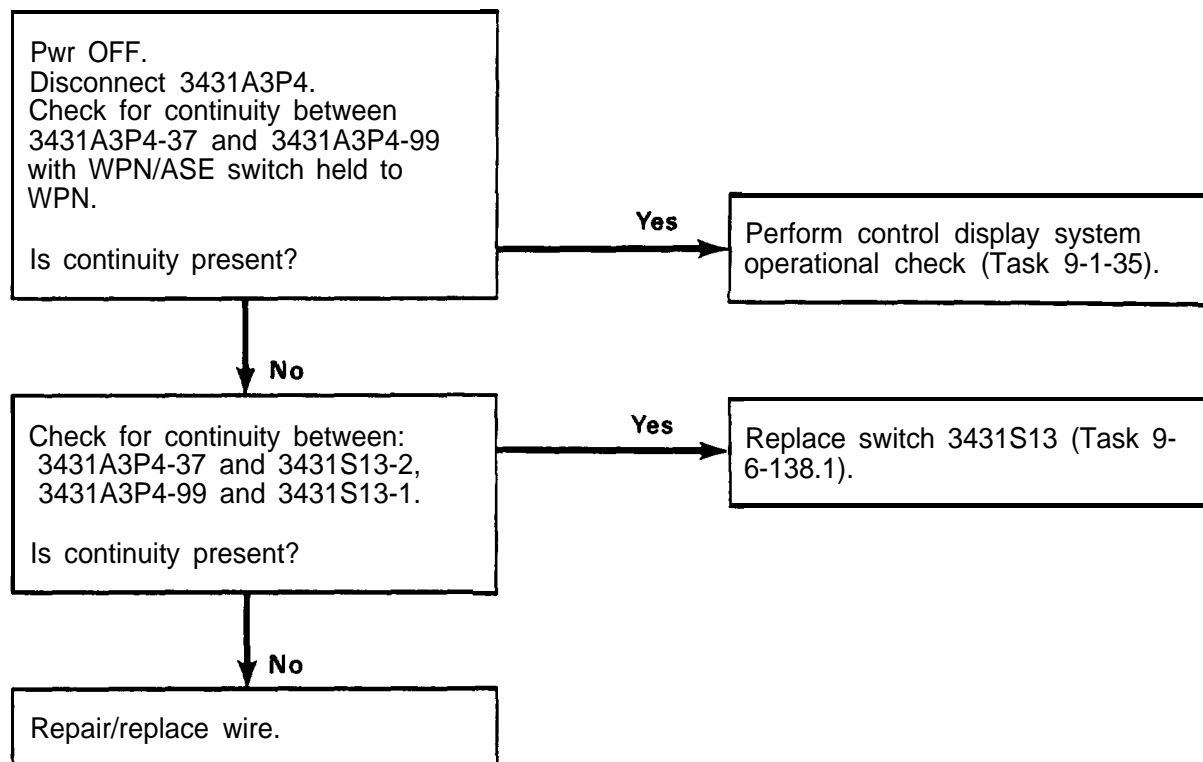 Pwr OFF.
Disconnect 3431A3P4.
Check for continuity between
3431A3P4-37 and 3431A3P4-99
with WPN/ASE switch held to
WPN.
Is continuity present?
Yes
Perform control display system
operational check (Task 9-1-35).
No
Check for continuity between:
3431A3P4-37 and 3431S13-2,
3431A3P4-99 and 3431S13-1.
Is continuity present?
Yes
Replace switch 3431S13 (Task 9-
6-138.1).
No
Repair/replace wire.